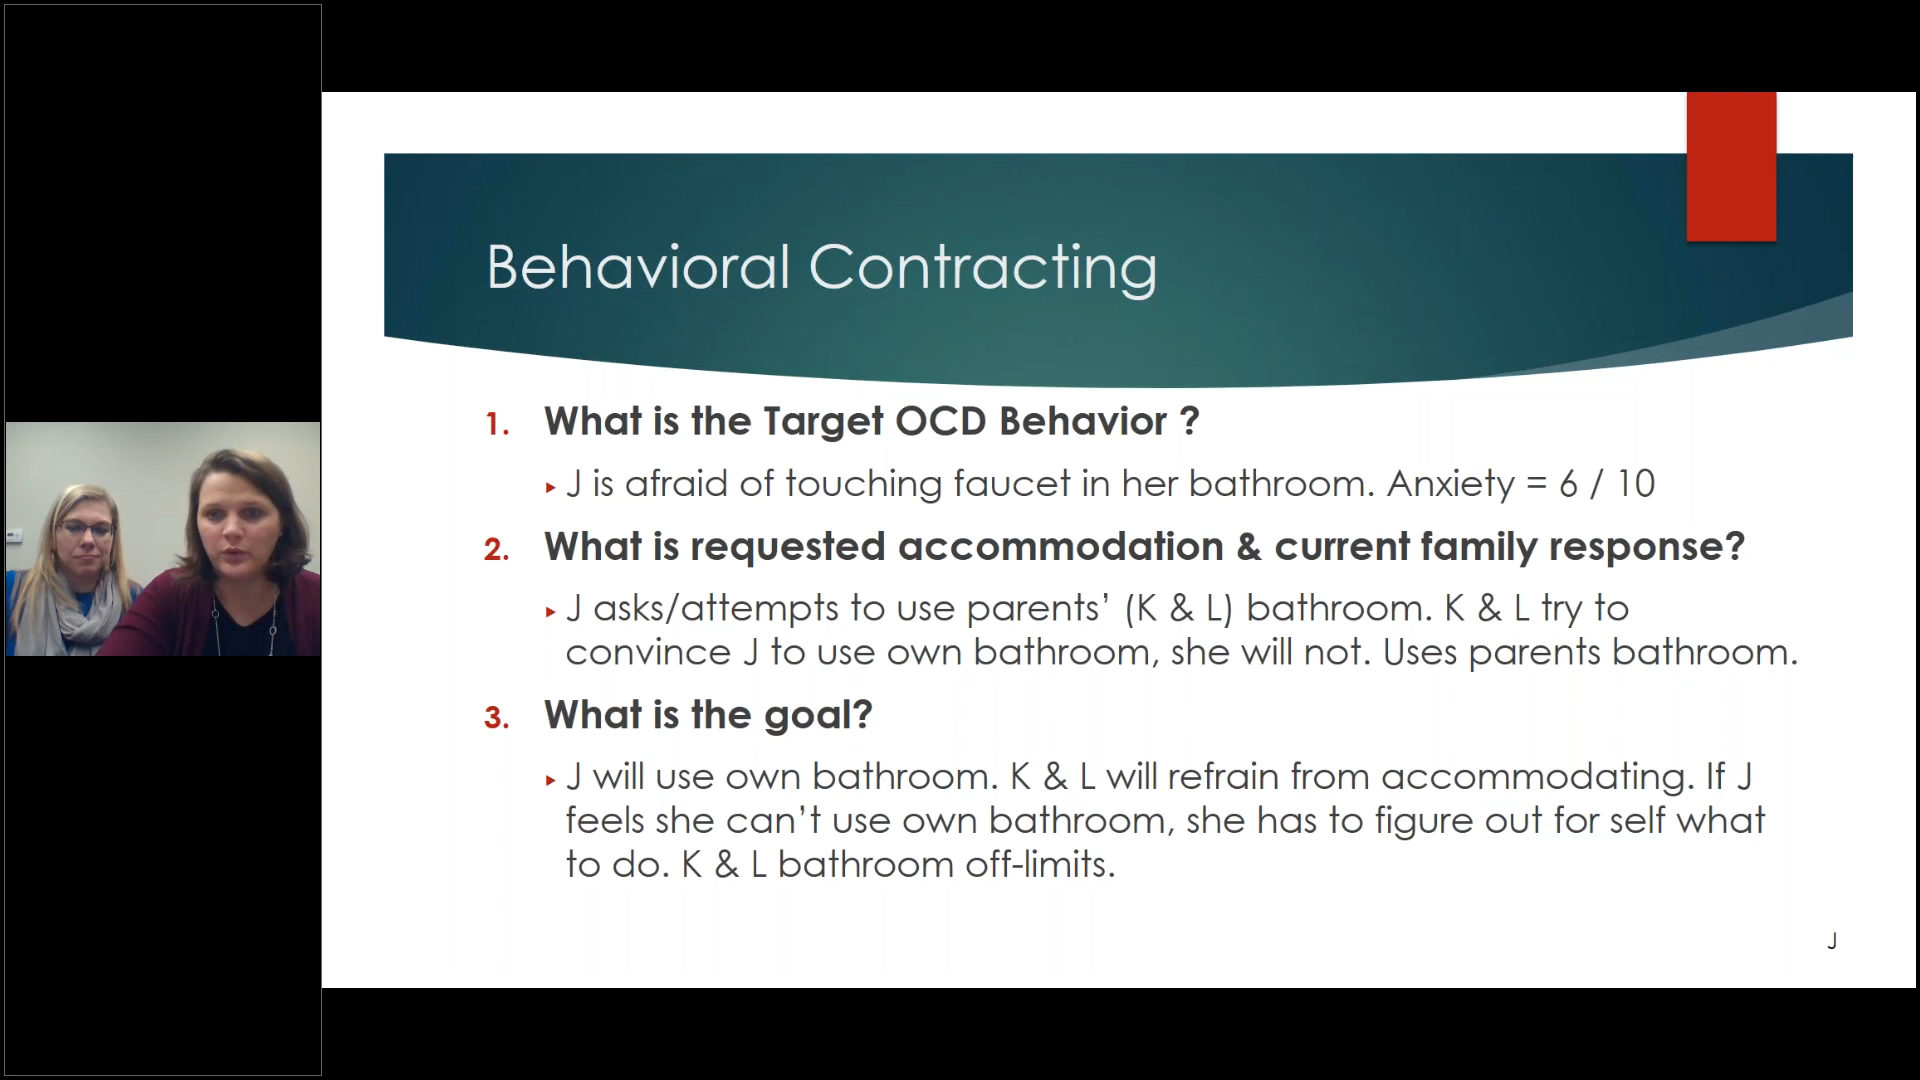 Behavioral Contracting
1. What is the Target OCD Behavior ?
J is afraid of touching faucet in her bathroom. Anxiety = 6 / 10
2. What is requested accommodation & current family response?
J asks/attempts to use parents’ (K & L) bathroom. K & L try to
convince J to use own bathroom, she will not. Uses parents bathroom.
3. What is the goal?
J will use own bathroom. K & L will refrain from accommodating. If J
feels she can’t use own bathroom, she has to figure out for self what
to do. K & L bathroom off-limits.
J